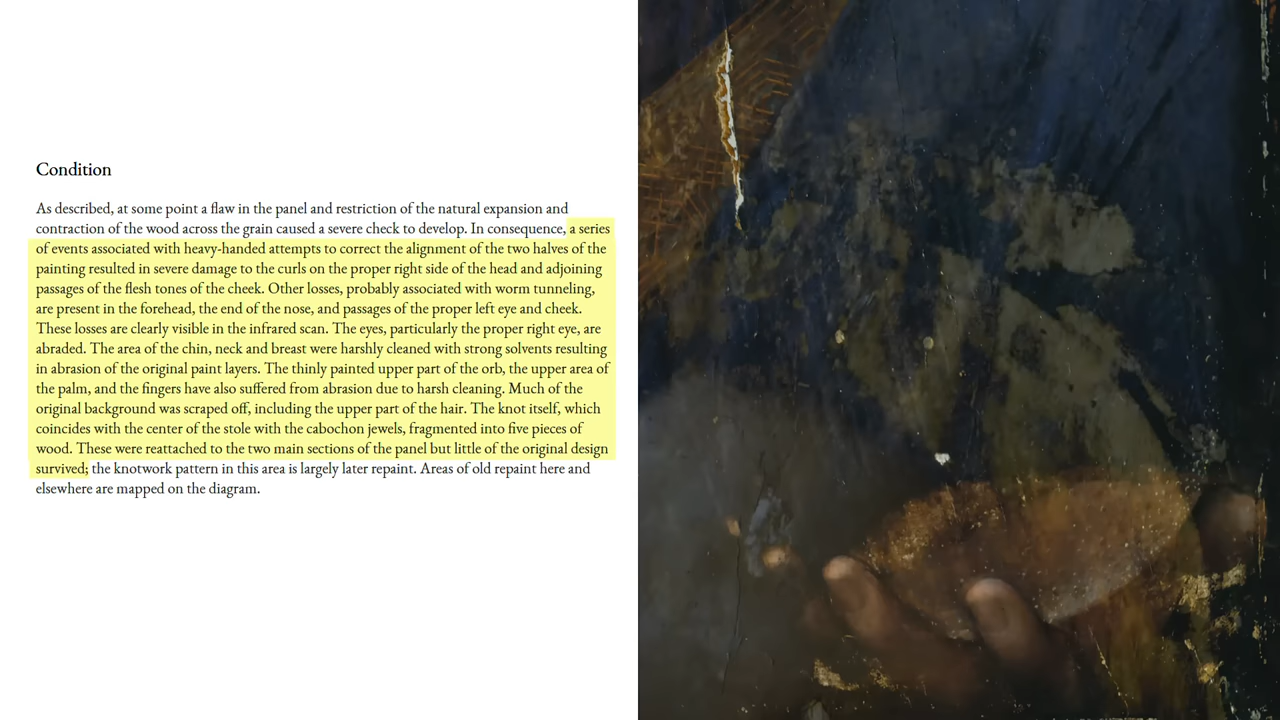 Condition
As described, at some point a flaw in the panel and restriction of the natural expansion and
contraction of the wood across the grain caused a severe check to develop. In consequence, a series
of events associated with heavy-handed attempts to correct the alignment of the two halves of the
painting resulted in severe damage to the curls on the proper right side of the head and adjoining
passages of the flesh tones of the cheek. Other losses, probably associated with worm tunneling,
are present in the forehead, the end of the nose, and passages of the proper left eye and cheek.
These losses are clearly visible in the infrared scan. The eyes, particularly the proper right eye, are
abraded. The area of the chin, neck and breast were harshly cleaned with strong solvents resulting
in abrasion of the original paint layers. The thinly painted upper part of the orb, the upper area of
the palm, and the fingers have also suffered from abrasion due to harsh cleaning. Much of the
original background was scraped off, including the upper part of the hair. The knot itself, which
coincides with the center of the stole with the cabochon jewels, fragmented into five pieces of
wood. These were reattached to the two main sections of the panel but little of the original design
survived; the knotwork pattern in this area is largely later repaint. Areas of old repaint here and
elsewhere are mapped on the diagram.